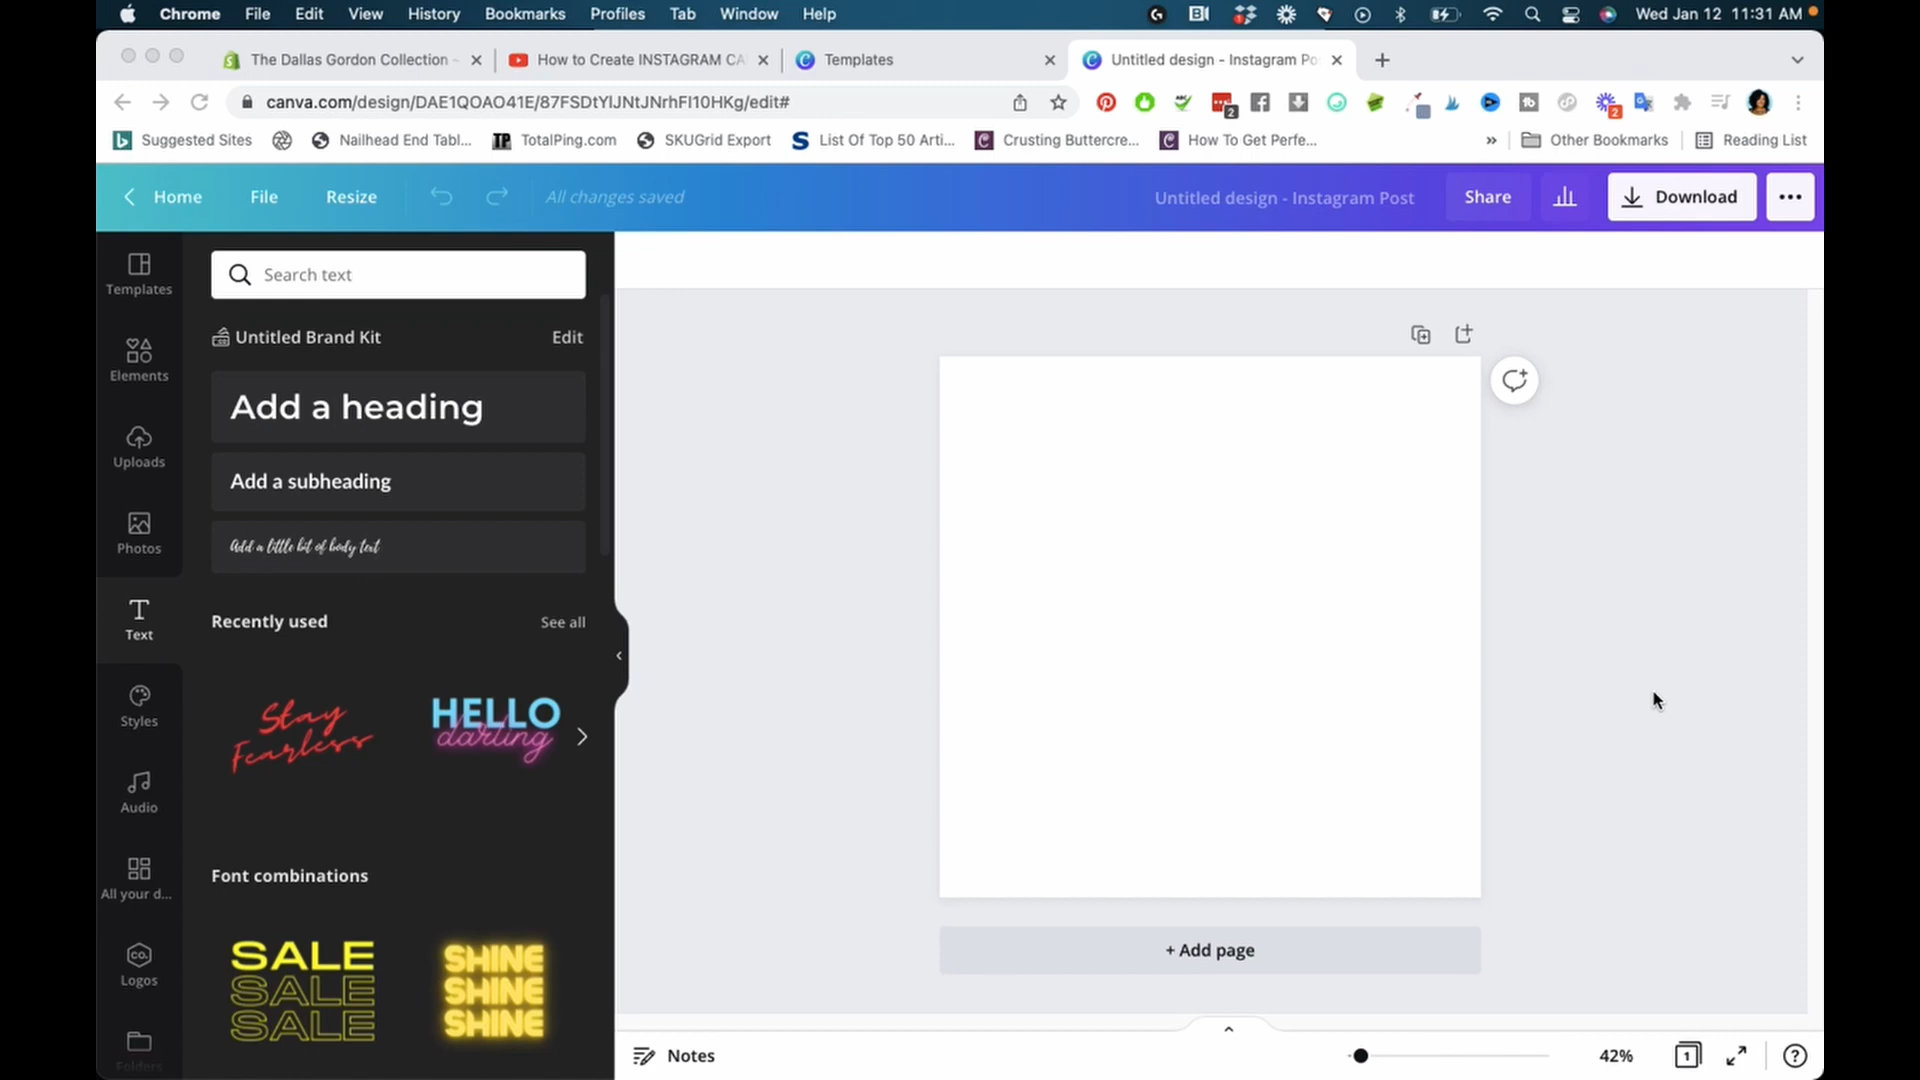 Chrome File Edit View History Bookmarks Profiles Tab Window Help Wed Jan 12 11:31 AM
The Dallas Gordon Collection - How to Create INSTAGRAM CA Templates Untitled design - Instagram Po
canva.com/design/DAE1QOAO41E/87FSDtYlJNtJNrhFl10HKg/edit# 2 2
Suggested Sites Nailhead End Tabl... TotalPing.com SKUGrid Export List Of Top 50 Arti... Crusting Buttercre... How To Get Perfe... » Other Bookmarks Reading List
Home File Resize All changes saved Untitled design - Instagram Post Share Download
Templates
Search text
Untitled Brand Kit Edit
Elements
Add a heading
Uploads
Add a subheading
Photos
Add a little bit of body text
Text
Recently used See all
Styles
Stay
Fearless
HELLO
darling
Audio
All your d...
Font combinations
Logos
SALE
SALE
SALE
SHINE
SHINE
SHINE
Folders
+ Add page
Notes 42% 1